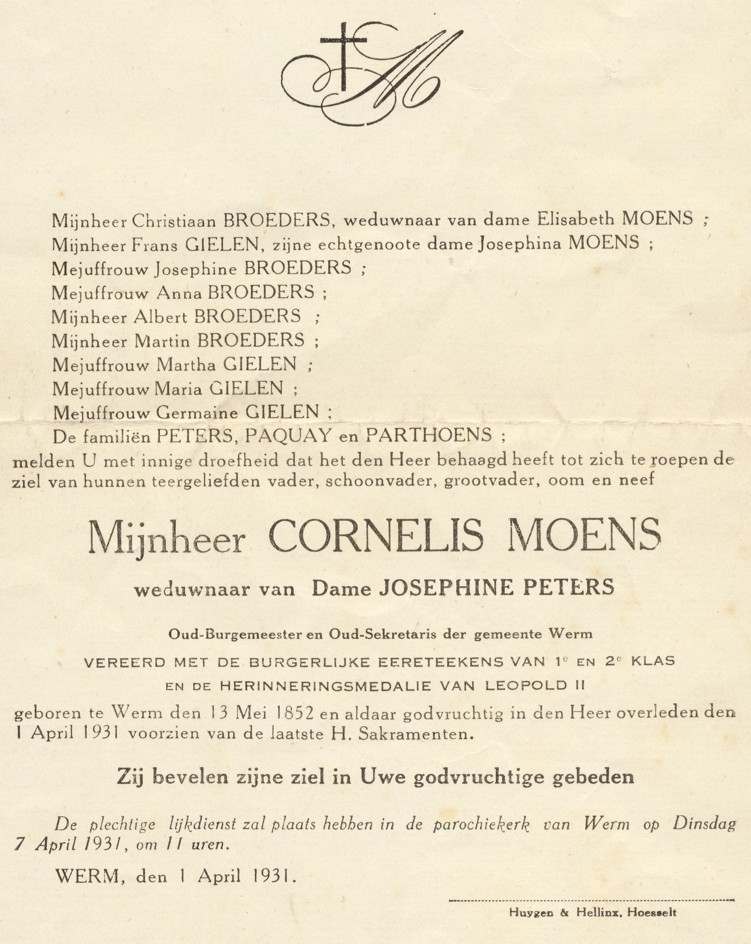 M
Mijnheer Christiaan BROEDERS, weduwnaar van dame Elisabeth MOENS ;
Mijnheer Frans GIELEN, zijne echtgenoote dame Josephina MOENS ;
Mejuffrouw Josephine BROEDERS ;
Mejuffrouw Anna BROEDERS ;
Mijnheer Albert BROEDERS ;
Mijnheer Martin BROEDERS ;
Mejuffrouw Martha GIELEN ;
Mejuffrouw Maria GIELEN ;
Mejuffrouw Germaine GIELEN ;
De familiën PETERS, PAQUAY en PARTHOENS ;
melden U met innige droefheid dat het den Heer behaagd heeft tot zich te roepen de
ziel van hunnen teergeliefden vader, schoonvader, grootvader, oom en neef
Mijnheer CORNELIS MOENS
weduwnaar van Dame JOSEPHINE PETERS
Oud-Burgemeester en Oud-Sekretaris der gemeente Werm
VEREERD MET DE BURGERLIJKE EERETEEKENS VAN 1e EN 2e KLAS
EN DE HERINNERINGSMEDALIE VAN LEOPOLD II
geboren te Werm den 13 Mei 1852 en aldaar godvruchtig in den Heer overleden den
1 April 1931 voorzien van de laatste H. Sakramenten.
Zij bevelen zijne ziel in Uwe godvruchtige gebeden
De plechtige lijkdienst zal plaats hebben in de parochiekerk van Werm op Dinsdag
7 April 1931, om 11 uren.
WERM, den 1 April 1931.
Huygen & Hellinx, Hoesselt